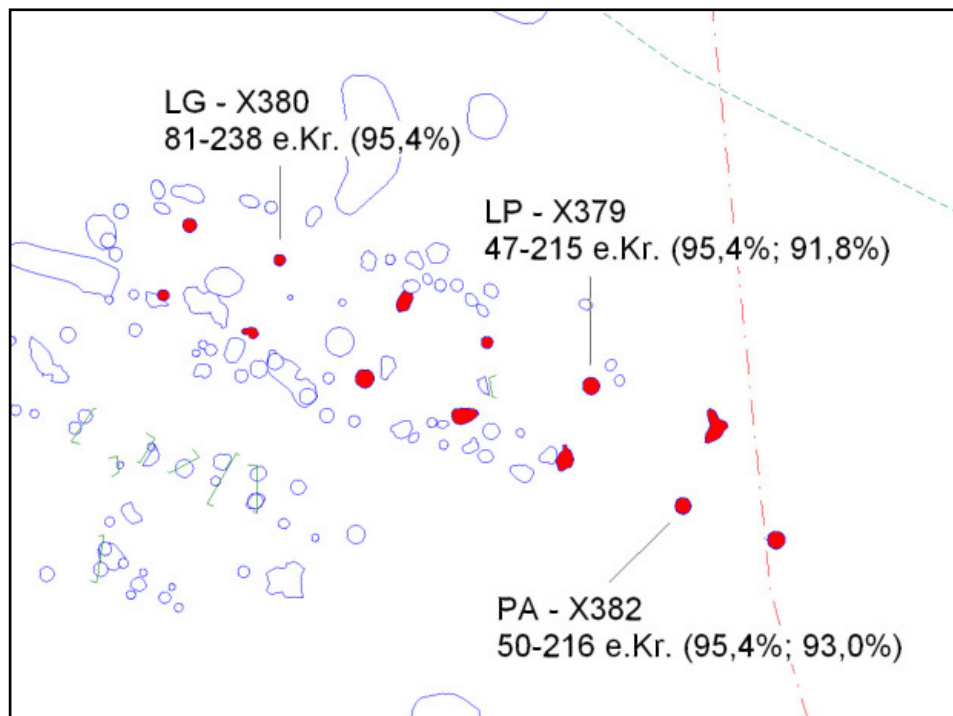 LG - X380
81-238 e.Kr. (95,4%)
LP - X379
47-215 e.Kr. (95,4%; 91,8%)
PA - X382
50-216 e.Kr. (95,4%; 93,0%)